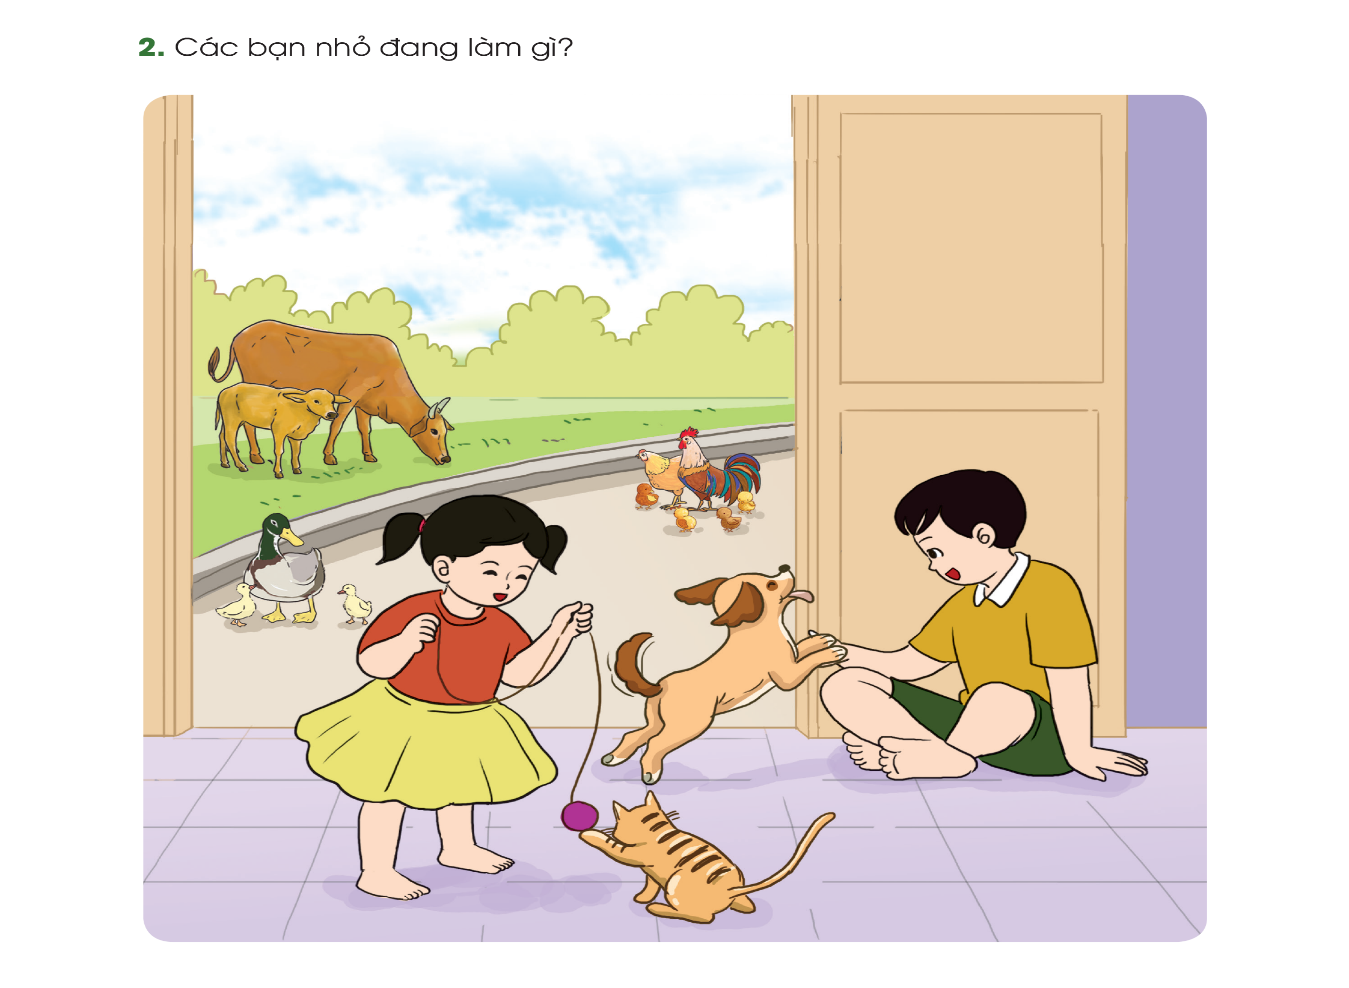 2. Các bạn nhỏ đang làm gì?